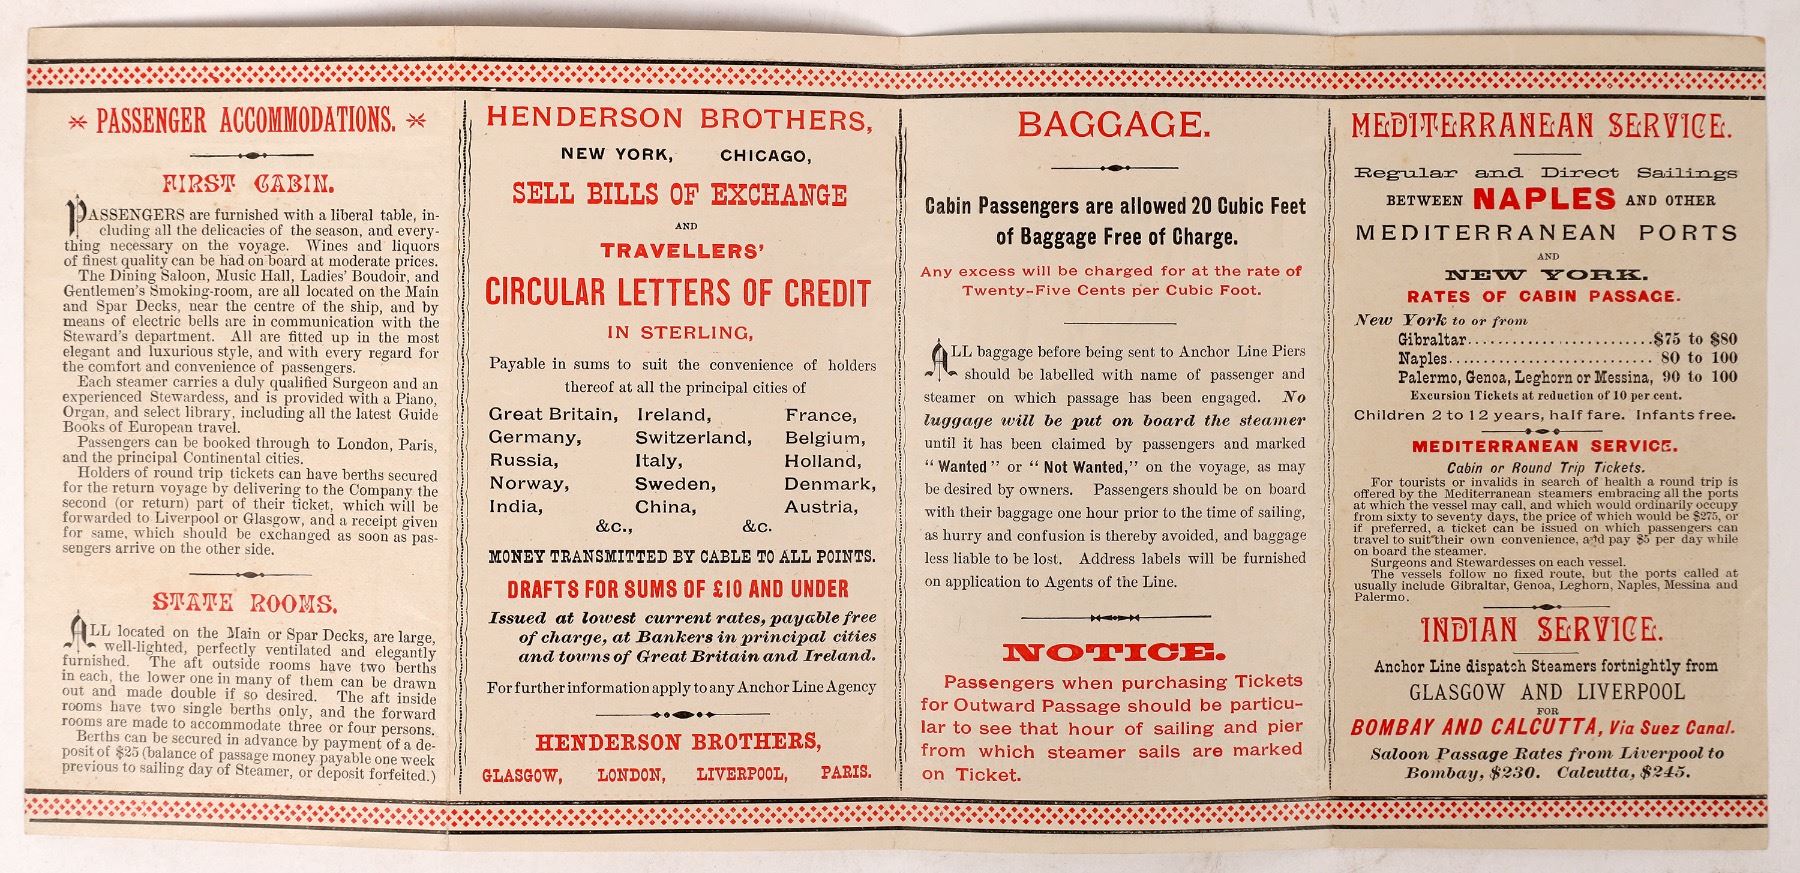 PASSENGER ACCOMMODATIONS.
FIRST CABIN.
PASSENGERS are furnished with a liberal table, in-
cluding all the delicacies of the season, and every-
thing necessary on the voyage. Wines and liquors
of finest quality can be had on board at moderate prices.
The Dining Saloon, Music Hall, Ladies' Boudoir, and
Gentlemen's Smoking-room, are all located on the Main
and Spar Decks, near the centre of the ship, and by
means of electric bells are in communication with the
Steward's department. All are fitted up in the most
elegant and luxurious style, and with every regard for
the comfort and convenience of passengers.
Each steamer carries a duly qualified Surgeon and an
experienced Stewardess, and is provided with a Piano,
Organ, and select library, including all the latest Guide
Books of European travel.
Passengers can be booked through to London, Paris,
and the principal Continental cities.
Holders of round trip tickets can have berths secured
for the return voyage by delivering to the Company the
second (or return) part of their ticket, which will be
forwarded to Liverpool or Glasgow, and a receipt given
for same, which should be exchanged as soon as pas-
sengers arrive on the other side.
STATE ROOMS.
ALL located on the Main or Spar Decks, are large,
well-lighted, perfectly ventilated and elegantly
furnished. The aft outside rooms have two berths
in each, the lower one in many of them can be drawn
out and made double if so desired. The aft inside
rooms have two single berths only, and the forward
rooms are made to accommodate three or four persons.
Berths can be secured in advance by payment of a de-
posit of $25 (balance of passage money payable one week
previous to sailing day of Steamer, or deposit forfeited.)
HENDERSON BROTHERS,
NEW YORK, CHICAGO,
SELL BILLS OF EXCHANGE
AND
TRAVELLERS'
CIRCULAR LETTERS OF CREDIT
IN STERLING,
Payable in sums to suit the convenience of holders
thereof at all the principal cities of
Great Britain, Ireland, France,
Germany, Switzerland, Belgium,
Russia, Italy, Holland,
Norway, Sweden, Denmark,
India, China, Austria,
&c., &c.
MONEY TRANSMITTED BY CABLE TO ALL POINTS.
DRAFTS FOR SUMS OF £10 AND UNDER
Issued at lowest current rates, payable free
of charge, at Bankers in principal cities
and towns of Great Britain and Ireland.
For further information apply to any Anchor Line Agency
HENDERSON BROTHERS,
GLASGOW, LONDON, LIVERPOOL, PARIS.
BAGGAGE.
Cabin Passengers are allowed 20 Cubic Feet
of Baggage Free of Charge.
Any excess will be charged for at the rate of
Twenty-Five Cents per Cubic Foot.
ALL baggage before being sent to Anchor Line Piers
should be labelled with name of passenger and
steamer on which passage has been engaged. No
luggage will be put on board the steamer
until it has been claimed by passengers and marked
"Wanted" or "Not Wanted," on the voyage, as may
be desired by owners. Passengers should be on board
with their baggage one hour prior to the time of sailing,
as hurry and confusion is thereby avoided, and baggage
less liable to be lost. Address labels will be furnished
on application to Agents of the Line.
NOTICE.
Passengers when purchasing Tickets
for Outward Passage should be particu-
lar to see that hour of sailing and pier
from which steamer sails are marked
on Ticket.
MEDITERRANEAN SERVICE.
Regular and Direct Sailings
BETWEEN NAPLES AND OTHER
MEDITERRANEAN PORTS
AND
NEW YORK.
RATES OF CABIN PASSAGE.
New York to or from
Gibraltar..........................$75 to $80
Naples............................. 80 to 100
Palermo, Genoa, Leghorn or Messina, 90 to 100
Excursion Tickets at reduction of 10 per cent.
Children 2 to 12 years, half fare. Infants free.
MEDITERRANEAN SERVICE.
Cabin or Round Trip Tickets.
For tourists or invalids in search of health a round trip is
offered by the Mediterranean steamers embracing all the ports
at which the vessel may call, and which would ordinarily occupy
from sixty to seventy days, the price of which would be $275, or
if preferred, a ticket can be issued on which passengers can
travel to suit their own convenience, and pay $5 per day while
on board the steamer.
Surgeons and Stewardesses on each vessel.
The vessels follow no fixed route, but the ports called at
usually include Gibraltar, Genoa, Leghorn, Naples, Messina and
Palermo.
INDIAN SERVICE.
Anchor Line dispatch Steamers fortnightly from
GLASGOW AND LIVERPOOL
FOR
BOMBAY AND CALCUTTA, Via Suez Canal.
Saloon Passage Rates from Liverpool to
Bombay, $230. Calcutta, $245.